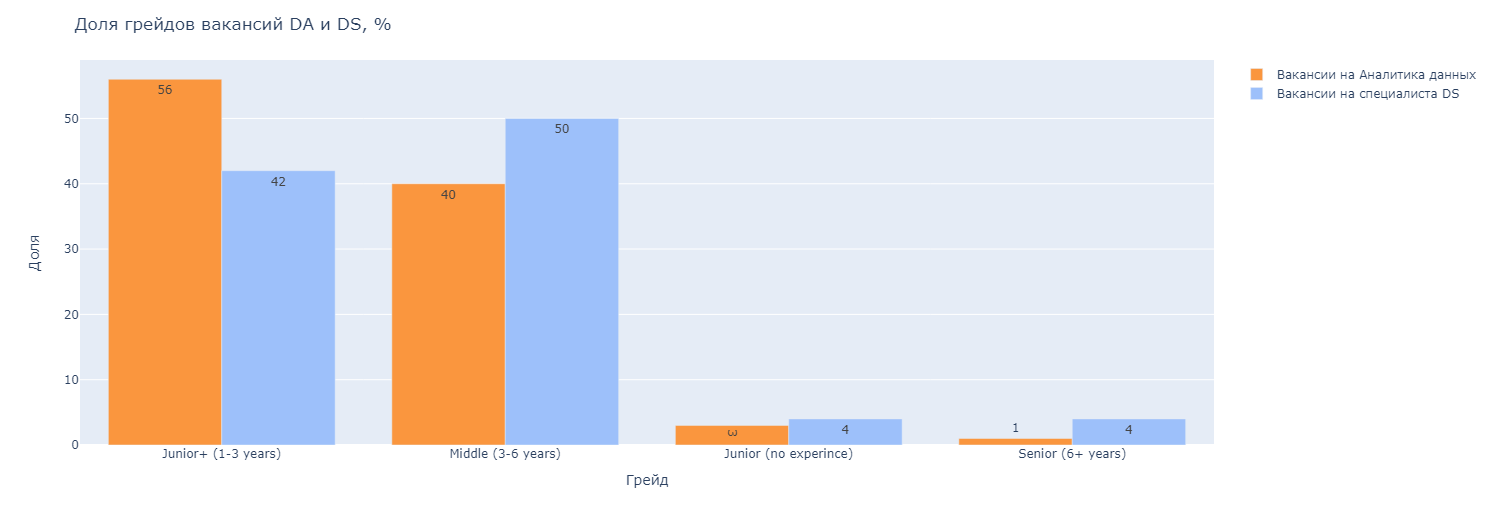 Доля грейдов вакансий DA и DS, %
Вакансии на Аналитика данных
Вакансии на специалиста DS
56
42
40
50
3
4
1
4
50
40
30
20
10
0
Доля
Junior+ (1-3 years)
Middle (3-6 years)
Junior (no experince)
Senior (6+ years)
Грейд